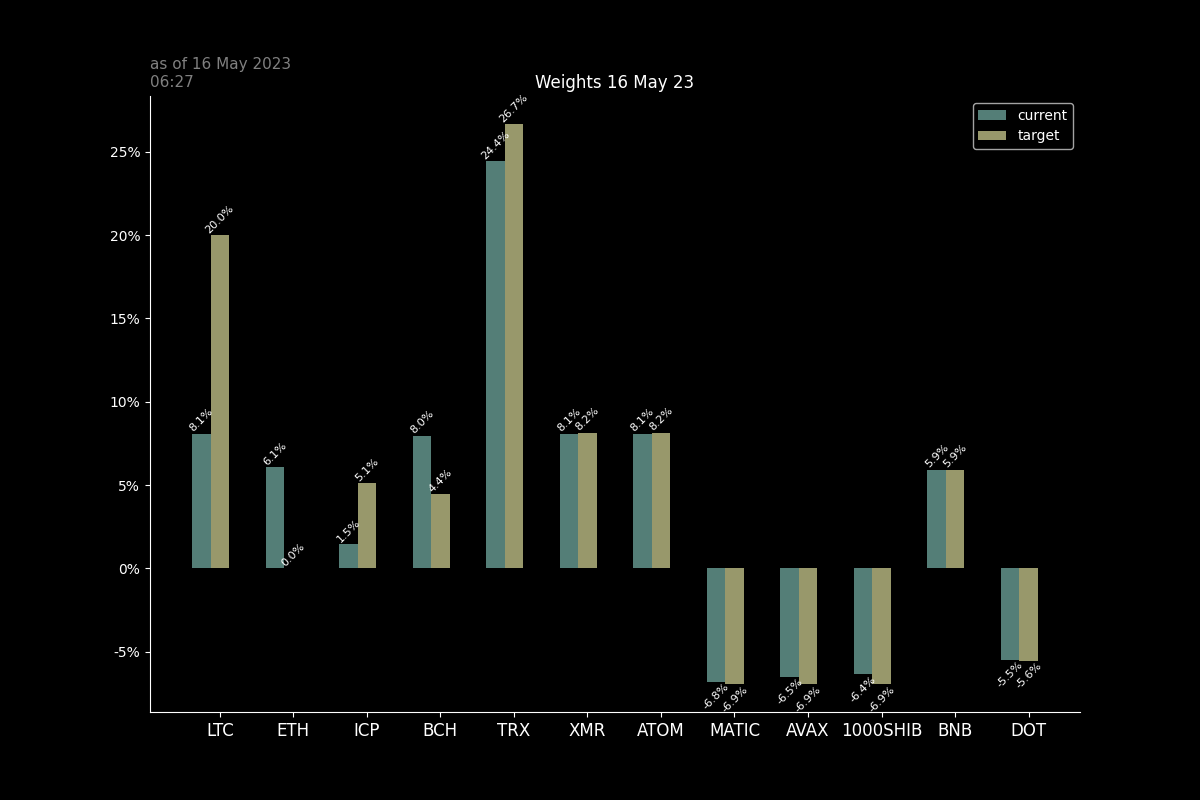 as of 16 May 2023
06:27
Weights 16 May 23
current
target
25%
20%
15%
10%
5%
0%
-5%
8.1%
20.0%
6.1%
0.0%
1.5%
5.1%
8.0%
4.4%
24.4%
26.7%
8.1%
8.2%
8.1%
8.2%
-6.8%
-6.9%
-6.5%
-6.9%
-6.4%
-6.9%
5.9%
5.9%
-5.5%
-5.6%
LTC
ETH
ICP
BCH
TRX
XMR
ATOM
MATIC
AVAX
1000SHIB
BNB
DOT